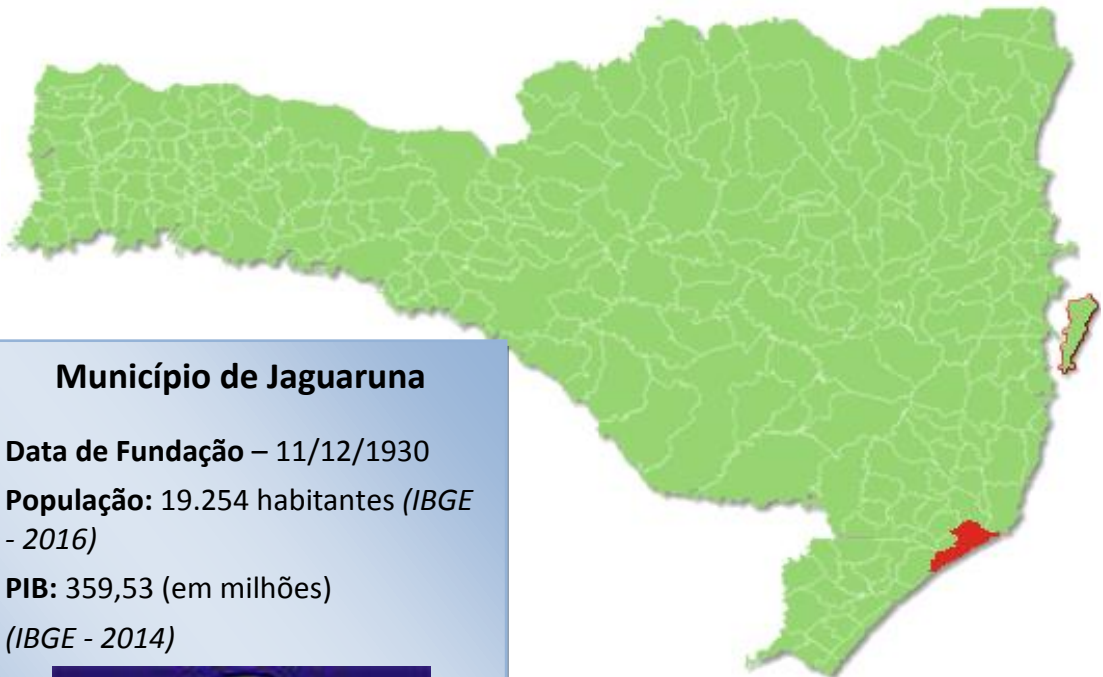 Município de Jaguaruna
Data de Fundação – 11/12/1930
População: 19.254 habitantes (IBGE
- 2016)
PIB: 359,53 (em milhões)
(IBGE - 2014)